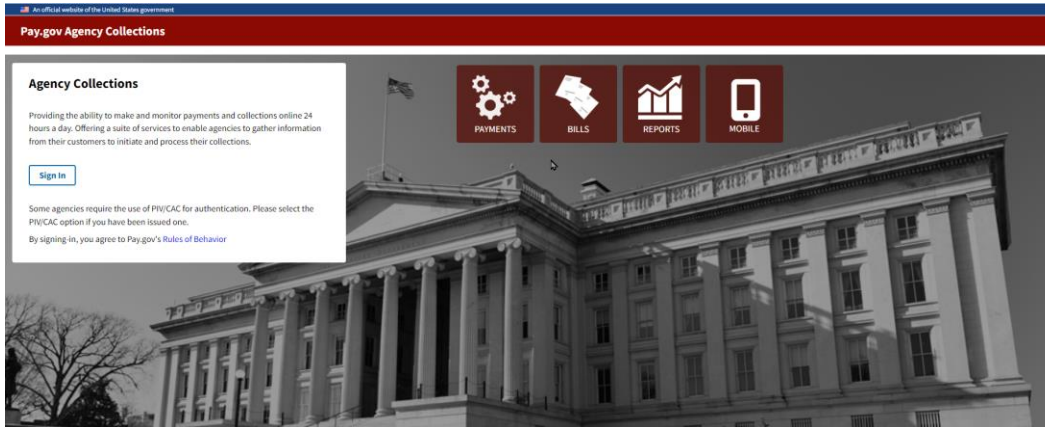 An official website of the United States government
Pay.gov Agency Collections
Agency Collections
Providing the ability to make and monitor payments and collections online 24
hours a day. Offering a suite of services to enable agencies to gather information
from their customers to initiate and process their collections.
Sign In
Some agencies require the use of PIV/CAC for authentication. Please select the
PIV/CAC option if you have been issued one.
By signing-in, you agree to Pay.gov's Rules of Behavior
PAYMENTS
BILLS
REPORTS
MOBILE